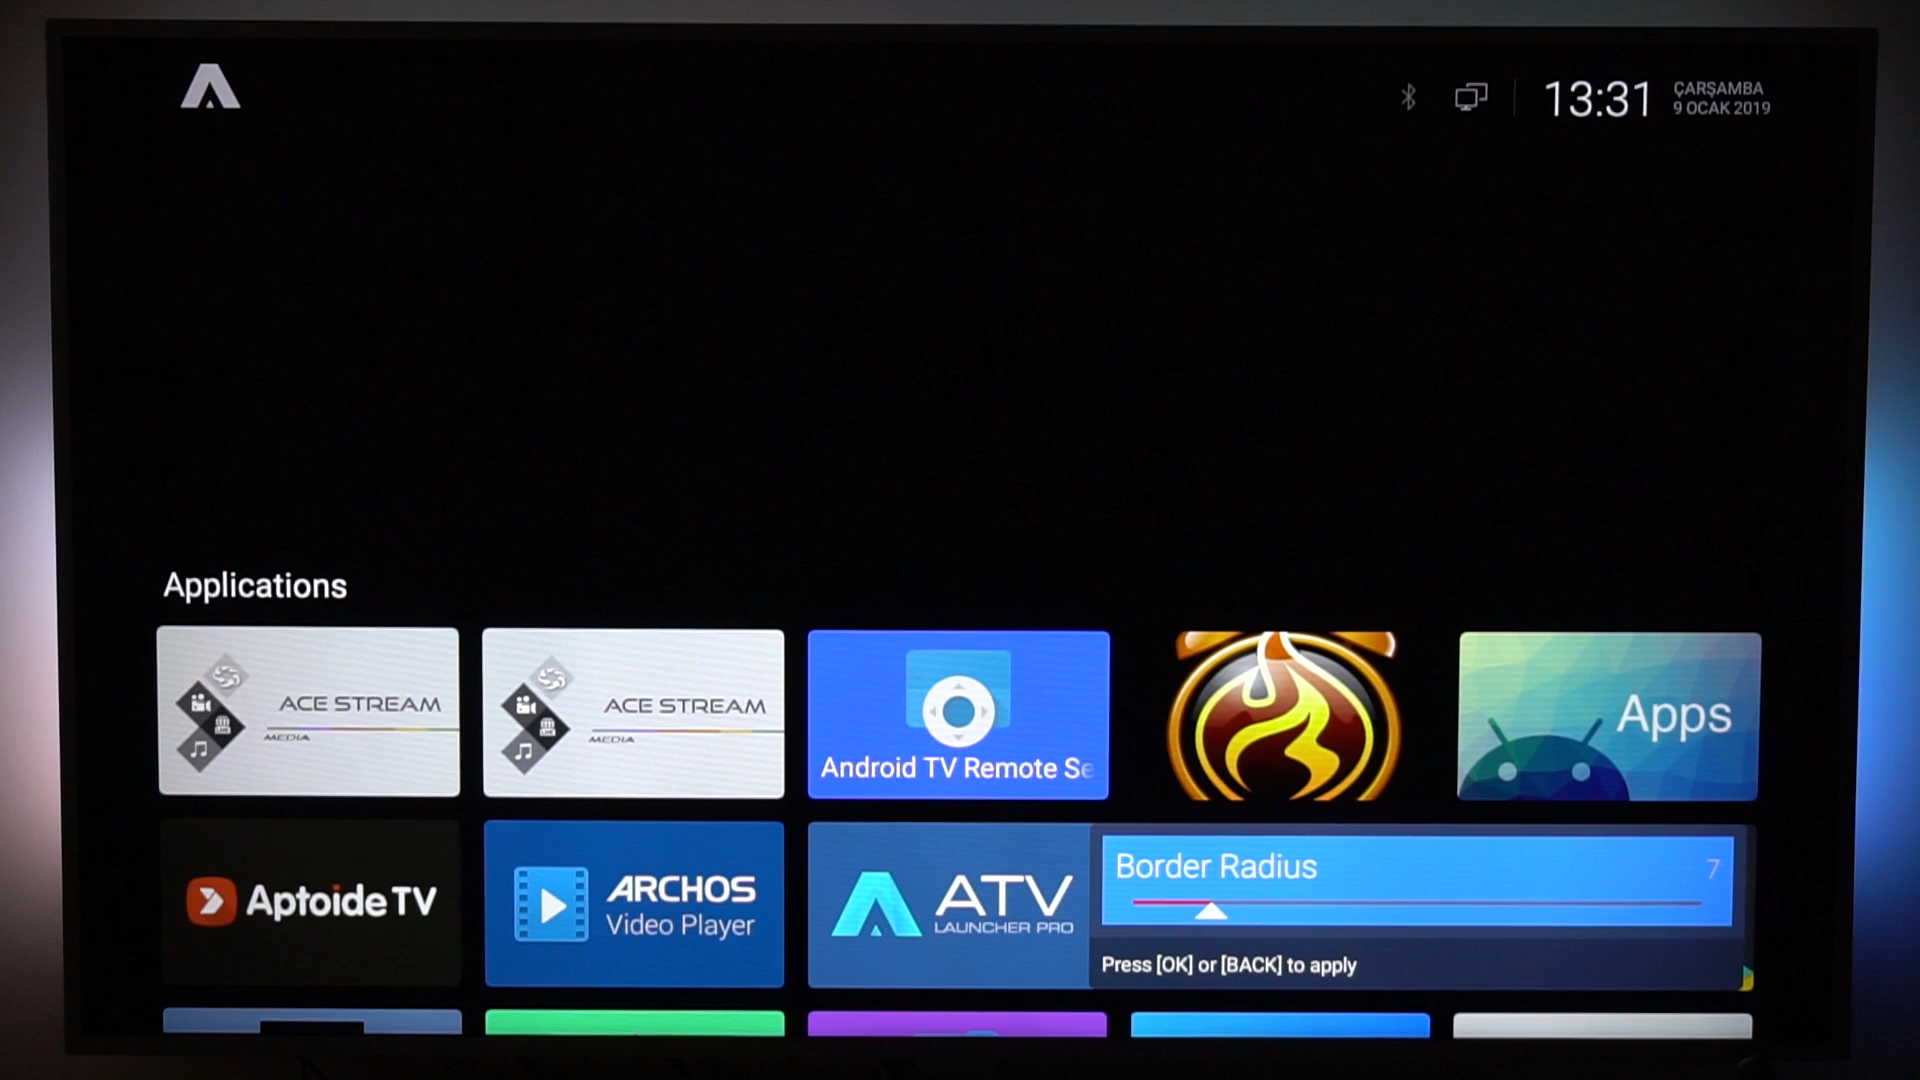 13:31
ÇARŞAMBA
9 OCAK 2019
Applications
ACE STREAM
MEDIA
ACE STREAM
MEDIA
Android TV Remote Se
Apps
Aptoide TV
ARCHOS
Video Player
ATV
LAUNCHER PRO
Border Radius
7
Press [OK] or [BACK] to apply